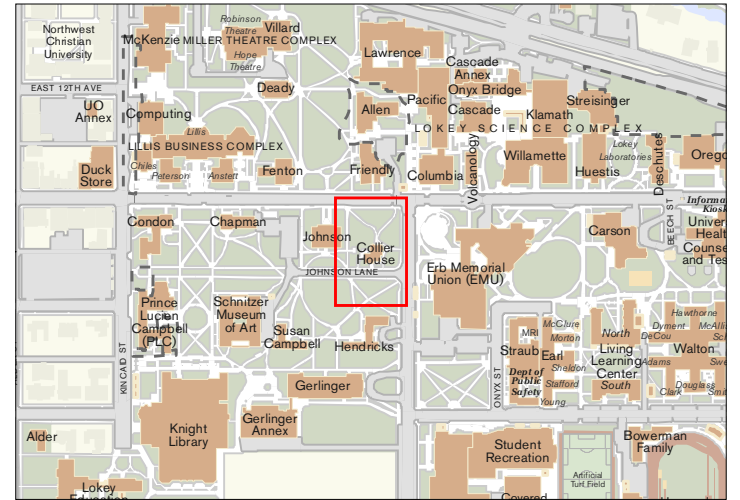 Northwest
Christian
University
McKenzie
Robinson
Theatre
Villard
MILLER THEATRE COMPLEX
Hope
Theatre
Lawrence
Cascade
Annex
Onyx Bridge
EAST 12TH AVE
Deady
UO
Annex
Computing
Allen
Pacific
Cascade
Klamath
Streisinger
LOKEY SCIENCE COMPLEX
Lillis
LILLIS BUSINESS COMPLEX
Duck
Store
Chiles
Peterson
Anstett
Fenton
Friendly
Columbia
Volcanology
Willamette
Lokey
Laboratories
Huestis
Deschutes
Orego
Condon
Chapman
Johnson
Collier
House
JOHNSON LANE
Erb Memorial
Union (EMU)
Carson
BEECH ST
Informa
Kiosk
Univer
Healt
Counse
and Tes
Prince
Lucien
Campbell
(PLC)
Schnitzer
Museum
of Art
Susan
Campbell
Hendricks
KINCAID ST
MRI
Straub
McClure
Morton
Earl
Sheldon
Stafford
Young
Dept of
Public
Safety
ONYX ST
North
Living
Learning
Center
South
Hawthorne
Dyment
McAlli
DeCou
Sc
Walton
Adams
Swe
Douglass
Clark
Smi
Gerlinger
Gerlinger
Annex
Knight
Library
Alder
Lokey
Education
Student
Recreation
Covered
Artificial
Turf Field
Bowerman
Family